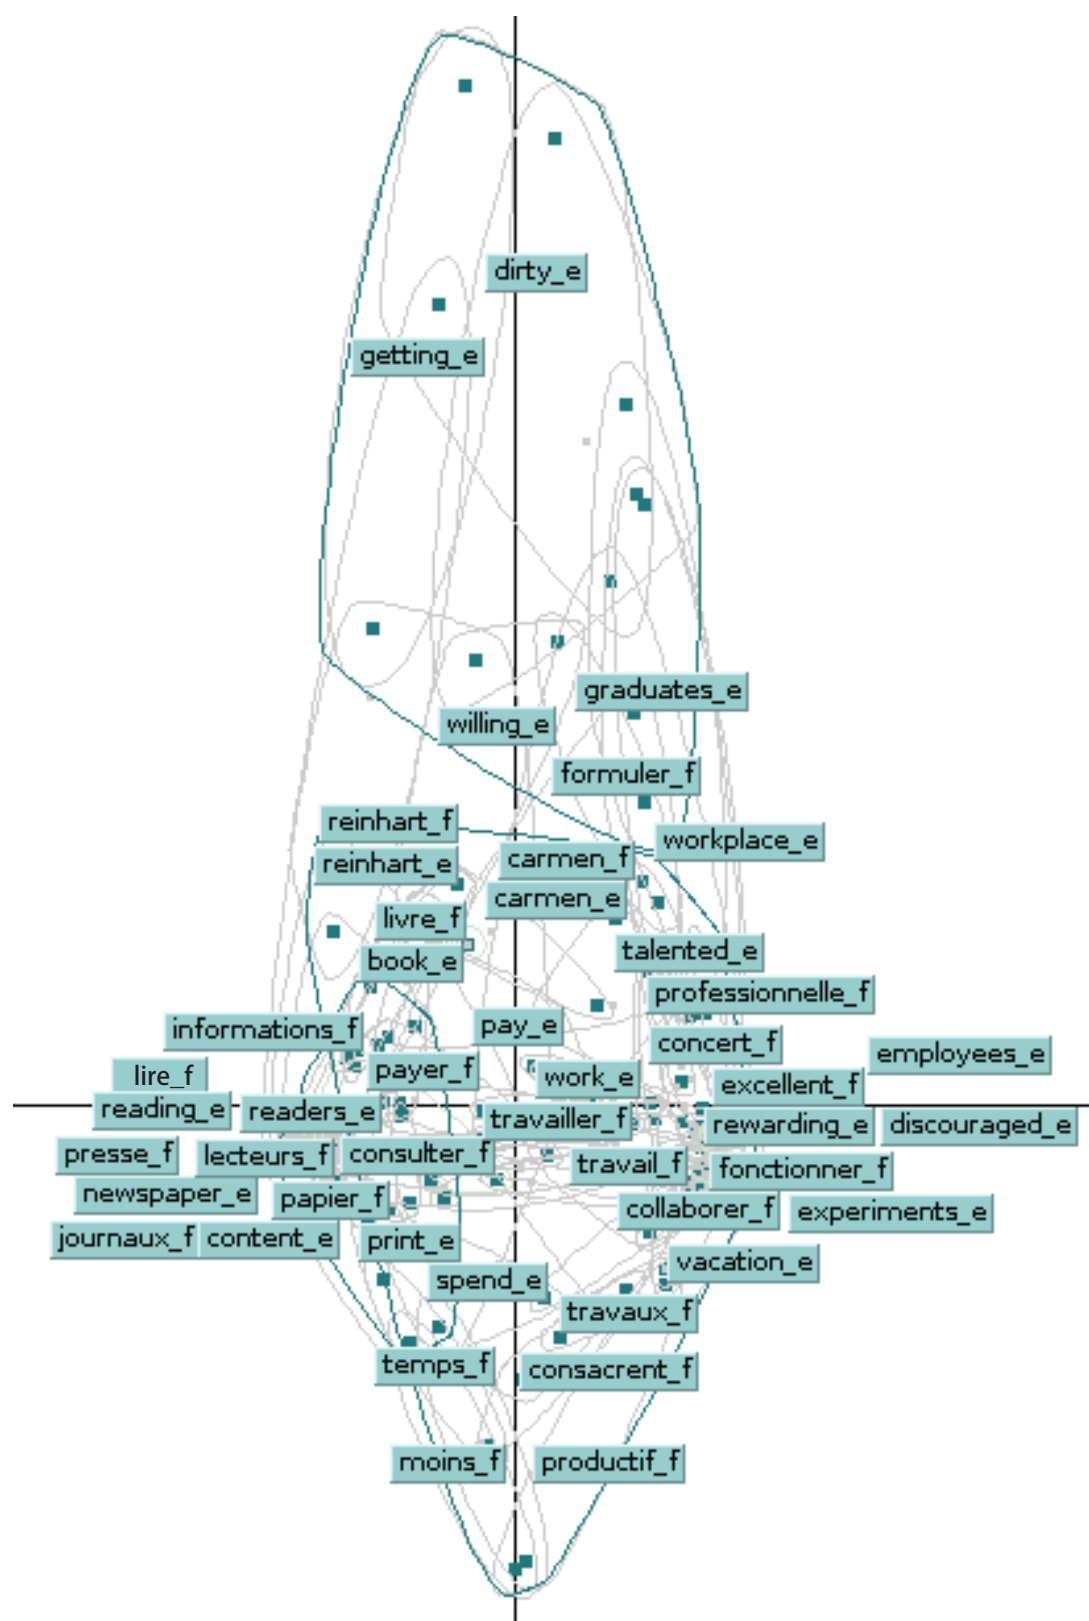 dirty_e
getting_e
graduates_e
willing_e
formuler_f
reinhart_f
workplace_e
carmen_f
reinhart_e
carmen_e
livre_f
talented_e
book_e
professionnelle_f
pay_e
informations_f
concert_f
employees_e
payer_f
lire_f
work_e
excellent_f
reading_e
readers_e
travailler_f
rewarding_e
discouraged_e
presse_f
lecteurs_f
consulter_f
travail_f
fonctionner_f
newspaper_e
papier_f
collaborer_f
experiments_e
journaux_f
content_e
print_e
vacation_e
spend_e
travaux_f
temps_f
consacrent_f
moins_f
productif_f